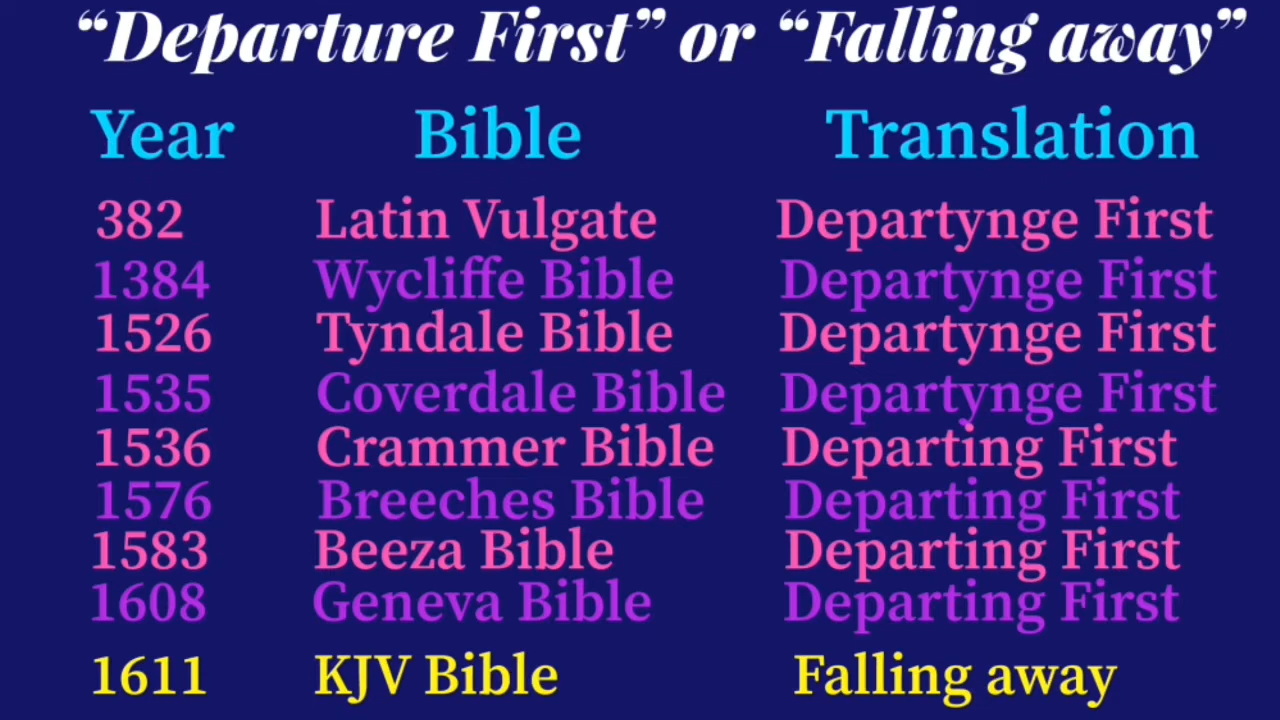 “Departure First” or “Falling away”
Year Bible Translation
382 Latin Vulgate Departynge First
1384 Wycliffe Bible Departynge First
1526 Tyndale Bible Departynge First
1535 Coverdale Bible Departynge First
1536 Crammer Bible Departing First
1576 Breeches Bible Departing First
1583 Beeza Bible Departing First
1608 Geneva Bible Departing First
1611 KJV Bible Falling away